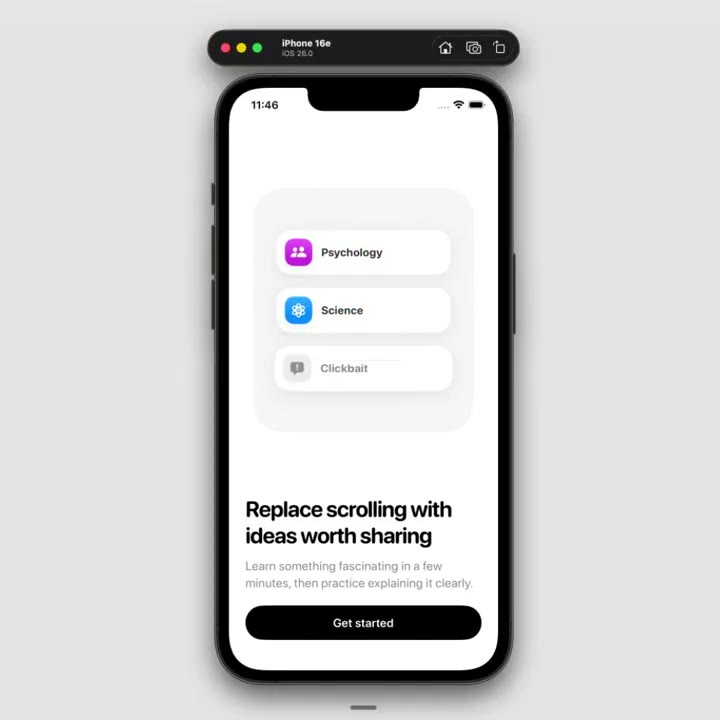 iPhone 16e
iOS 26.0
11:46
Psychology
Science
Clickbait
Replace scrolling with
ideas worth sharing
Learn something fascinating in a few
minutes, then practice explaining it clearly.
Get started